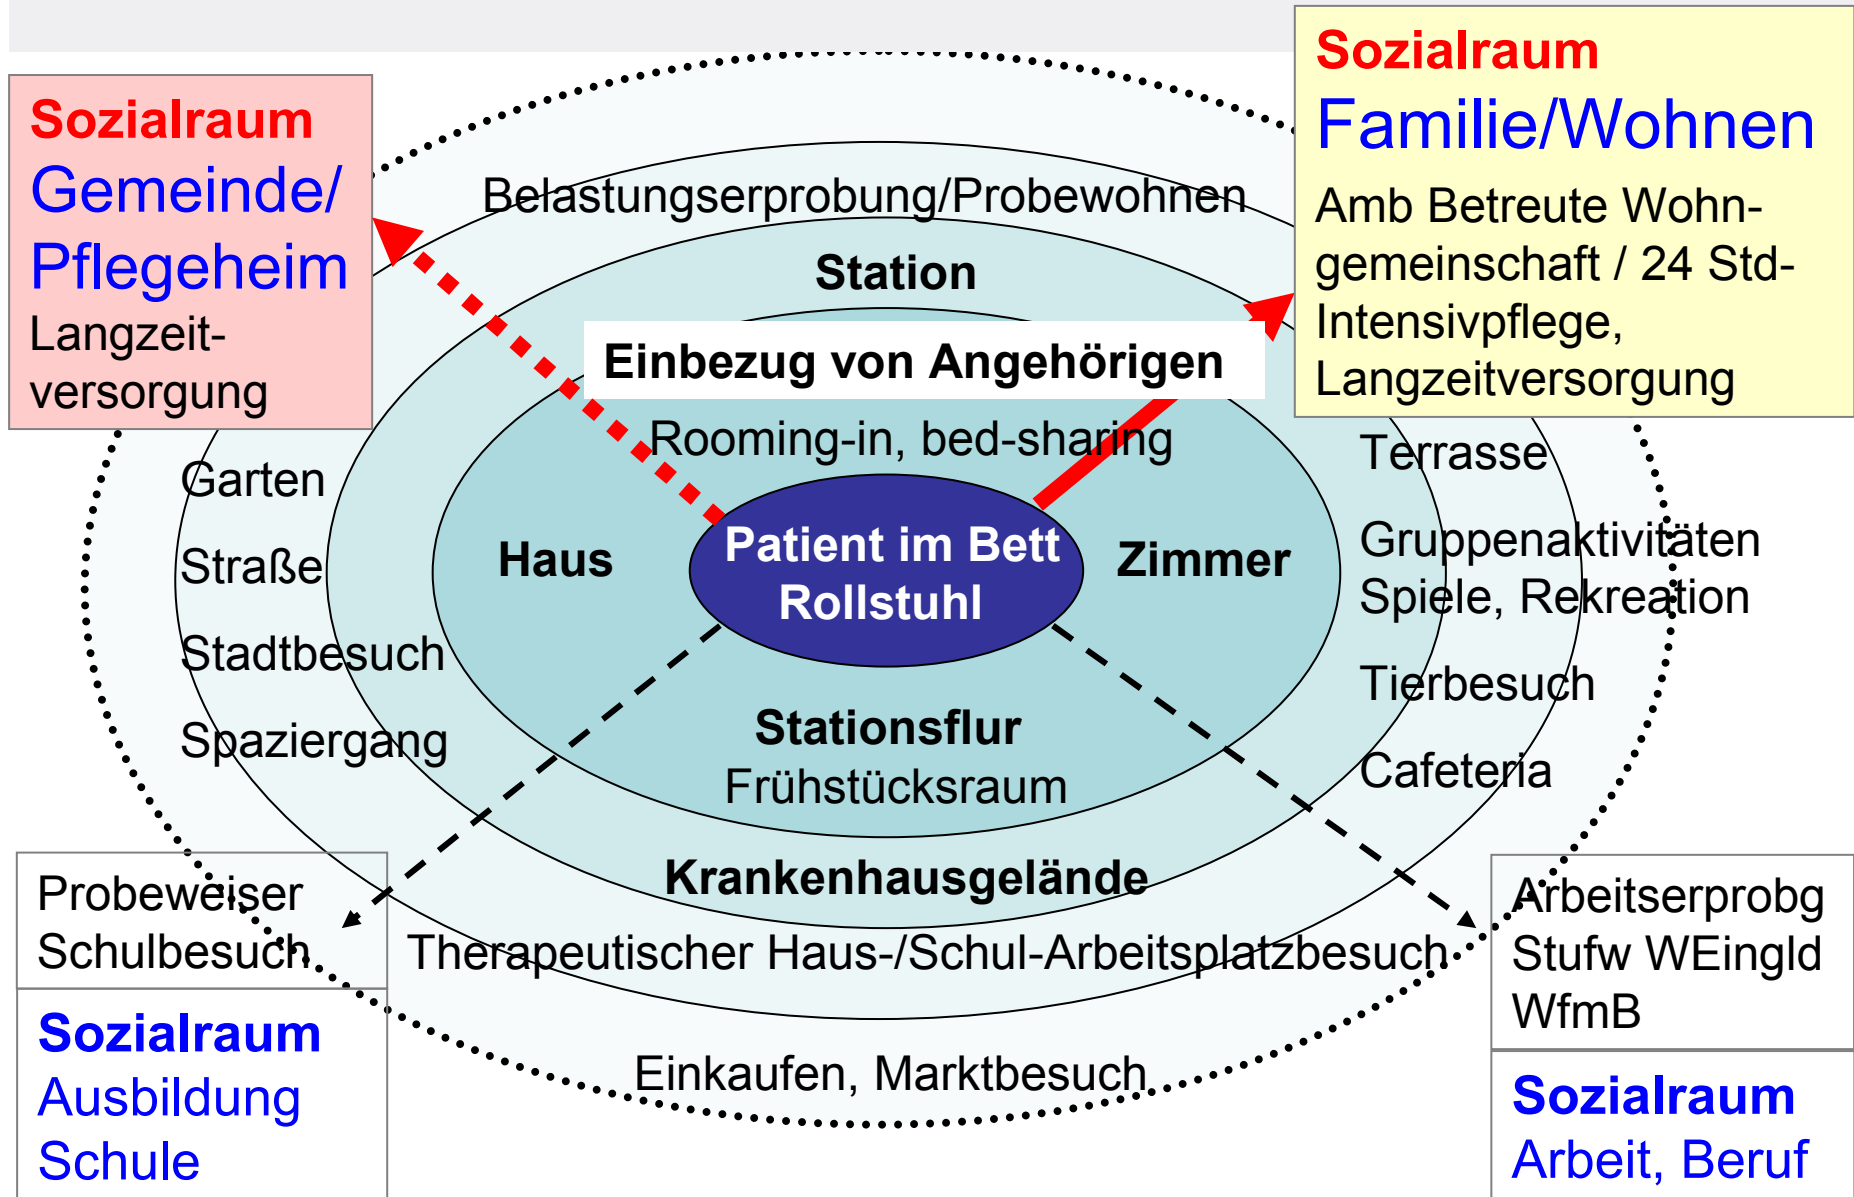 Sozialraum
Gemeinde/
Pflegeheim
Langzeit-
versorgung
Sozialraum
Familie/Wohnen
Amb Betreute Wohn-
gemeinschaft / 24 Std-
Intensivpflege,
Langzeitversorgung
Belastungserprobung/Probewohnen
Station
Einbezug von Angehörigen
Rooming-in, bed-sharing
Haus
Patient im Bett
Rollstuhl
Zimmer
Stationsflur
Frühstücksraum
Krankenhausgelände
Garten
Straße
Stadtbesuch
Spaziergang
Terrasse
Gruppenaktivitäten
Spiele, Rekreation
Tierbesuch
Cafeteria
Therapeutischer Haus-/Schul-Arbeitsplatzbesuch
Einkaufen, Marktbesuch
Probeweiser
Schulbesuch
Sozialraum
Ausbildung
Schule
Arbeitserprobg
Stufw WEingld
WfmB
Sozialraum
Arbeit, Beruf